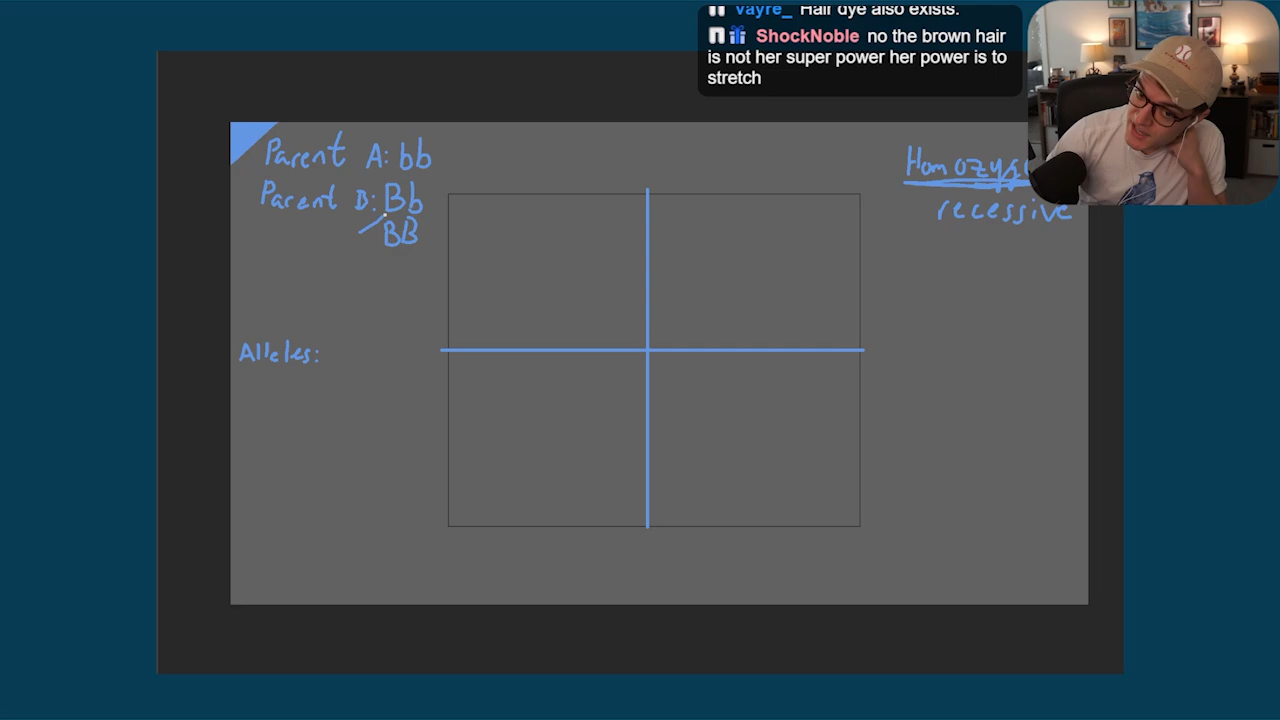 vayre_ Hair dye also exists.
ShockNoble no the brown hair
is not her super power her power is to
stretch
Parent A: bb
Parent B: Bb
BB
recessive
Alleles: